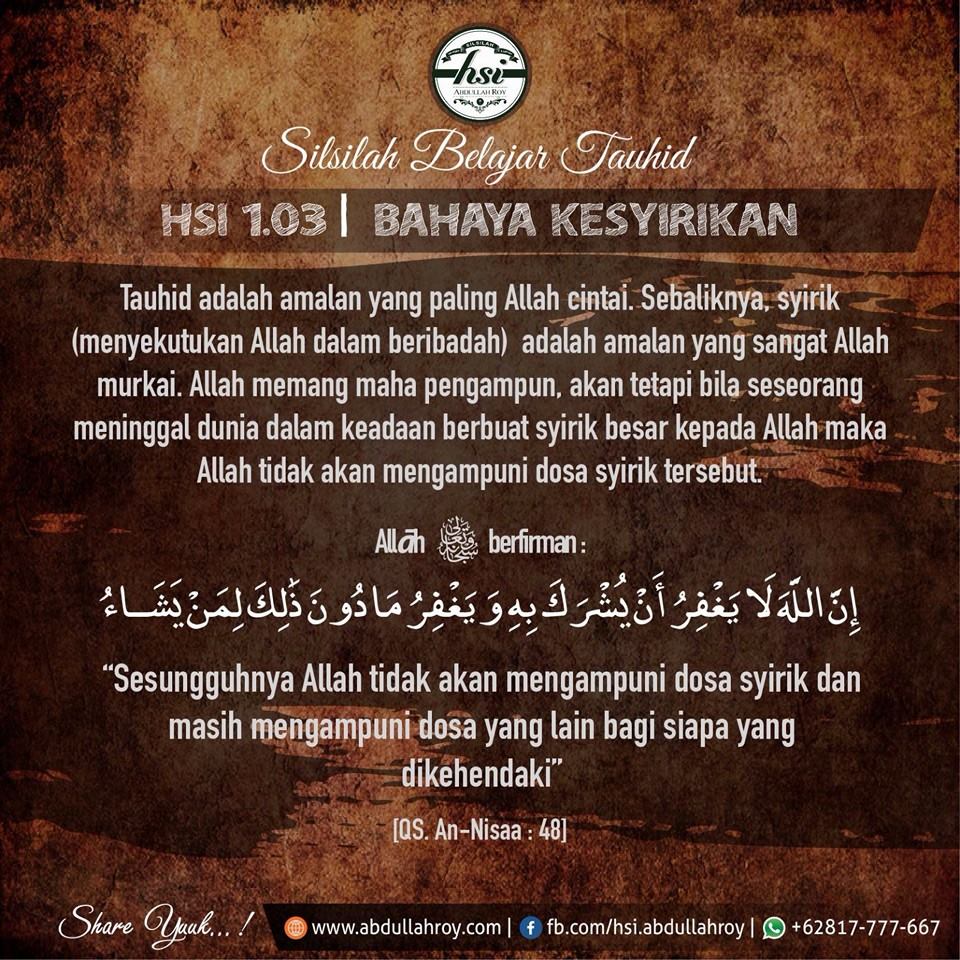 SILSILAH
hsi
ABDULLAH ROY
Silsilah Belajar Tauhid
HSI 1.03 | BAHAYA KESYIRIKAN
Tauhid adalah amalan yang paling Allah cintai. Sebaliknya, syirik
(menyekutukan Allah dalam beribadah) adalah amalan yang sangat Allah
murkai. Allah memang maha pengampun, akan tetapi bila seseorang
meninggal dunia dalam keadaan berbuat syirik besar kepada Allah maka
Allah tidak akan mengampuni dosa syirik tersebut.
Allāh سبحانه وتعالى berfirman :
إِنَّ اللَّهَ لَا يَغْفِرُ أَنْ يُشْرَكَ بِهِ وَيَغْفِرُ مَا دُونَ ذَٰلِكَ لِمَنْ يَشَــاءُ
“Sesungguhnya Allah tidak akan mengampuni dosa syirik dan
masih mengampuni dosa yang lain bagi siapa yang
dikehendaki”
[QS. An-Nisaa : 48]
Share Yuuk... ! www.abdullahroy.com | fb.com/hsi.abdullahroy | +62817-777-667